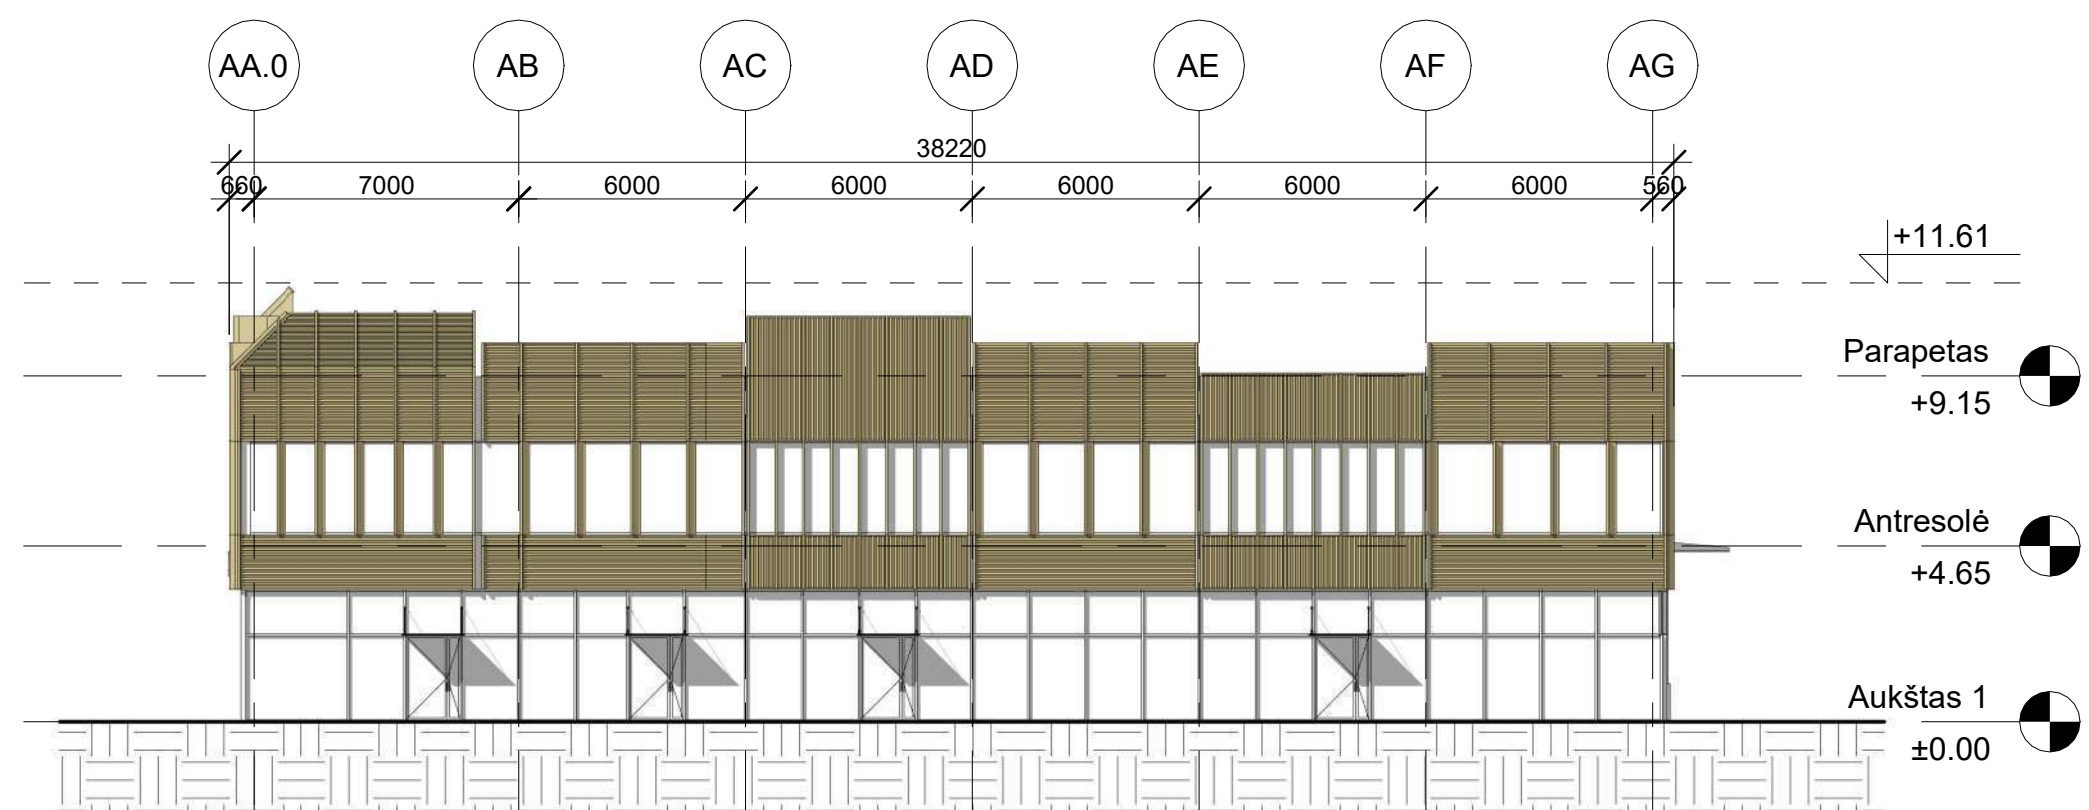 AA.0 AB AC AD AE AF AG
38220
660 7000 6000 6000 6000 6000 6000 560
+11.61
Parapetas
+9.15
Antresolė
+4.65
Aukštas 1
±0.00